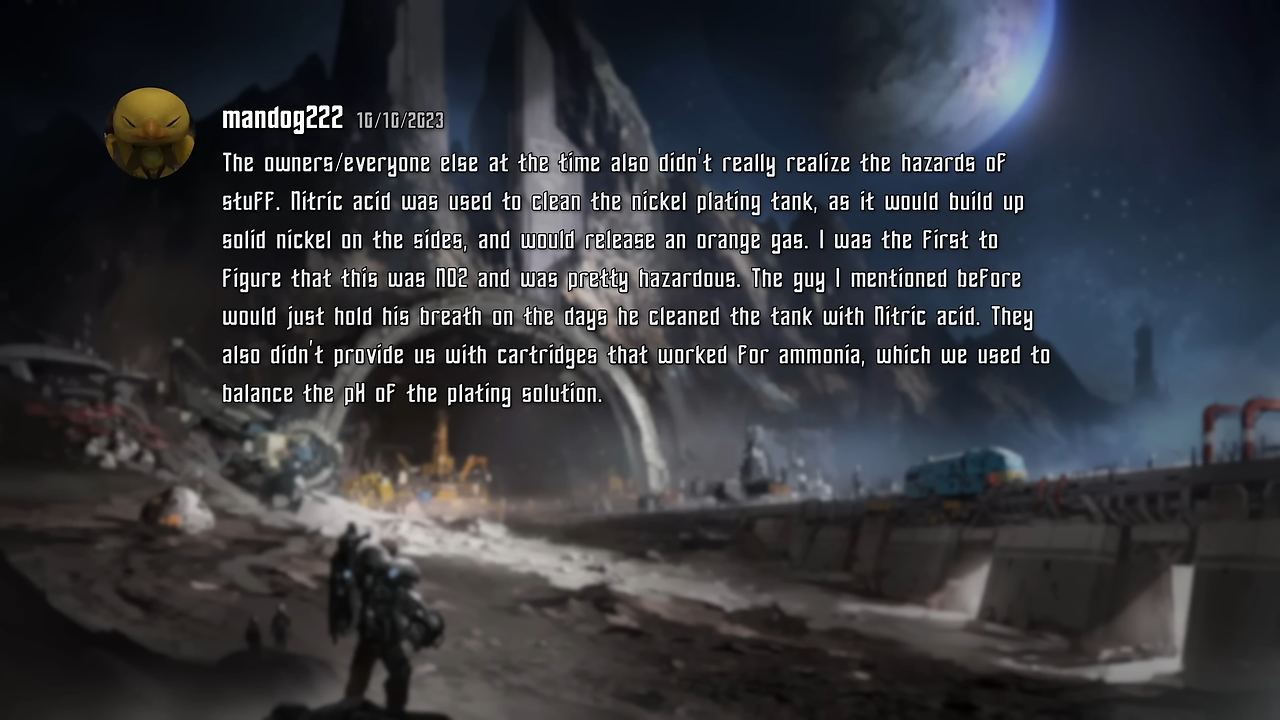 mandog222 10/10/2023
The owners/everyone else at the time also didn't really realize the hazards of
stuff. Nitric acid was used to clean the nickel plating tank, as it would build up
solid nickel on the sides, and would release an orange gas. I was the first to
figure that this was NO2 and was pretty hazardous. The guy I mentioned before
would just hold his breath on the days he cleaned the tank with Nitric acid. They
also didn't provide us with cartridges that worked for ammonia, which we used to
balance the pH of the plating solution.